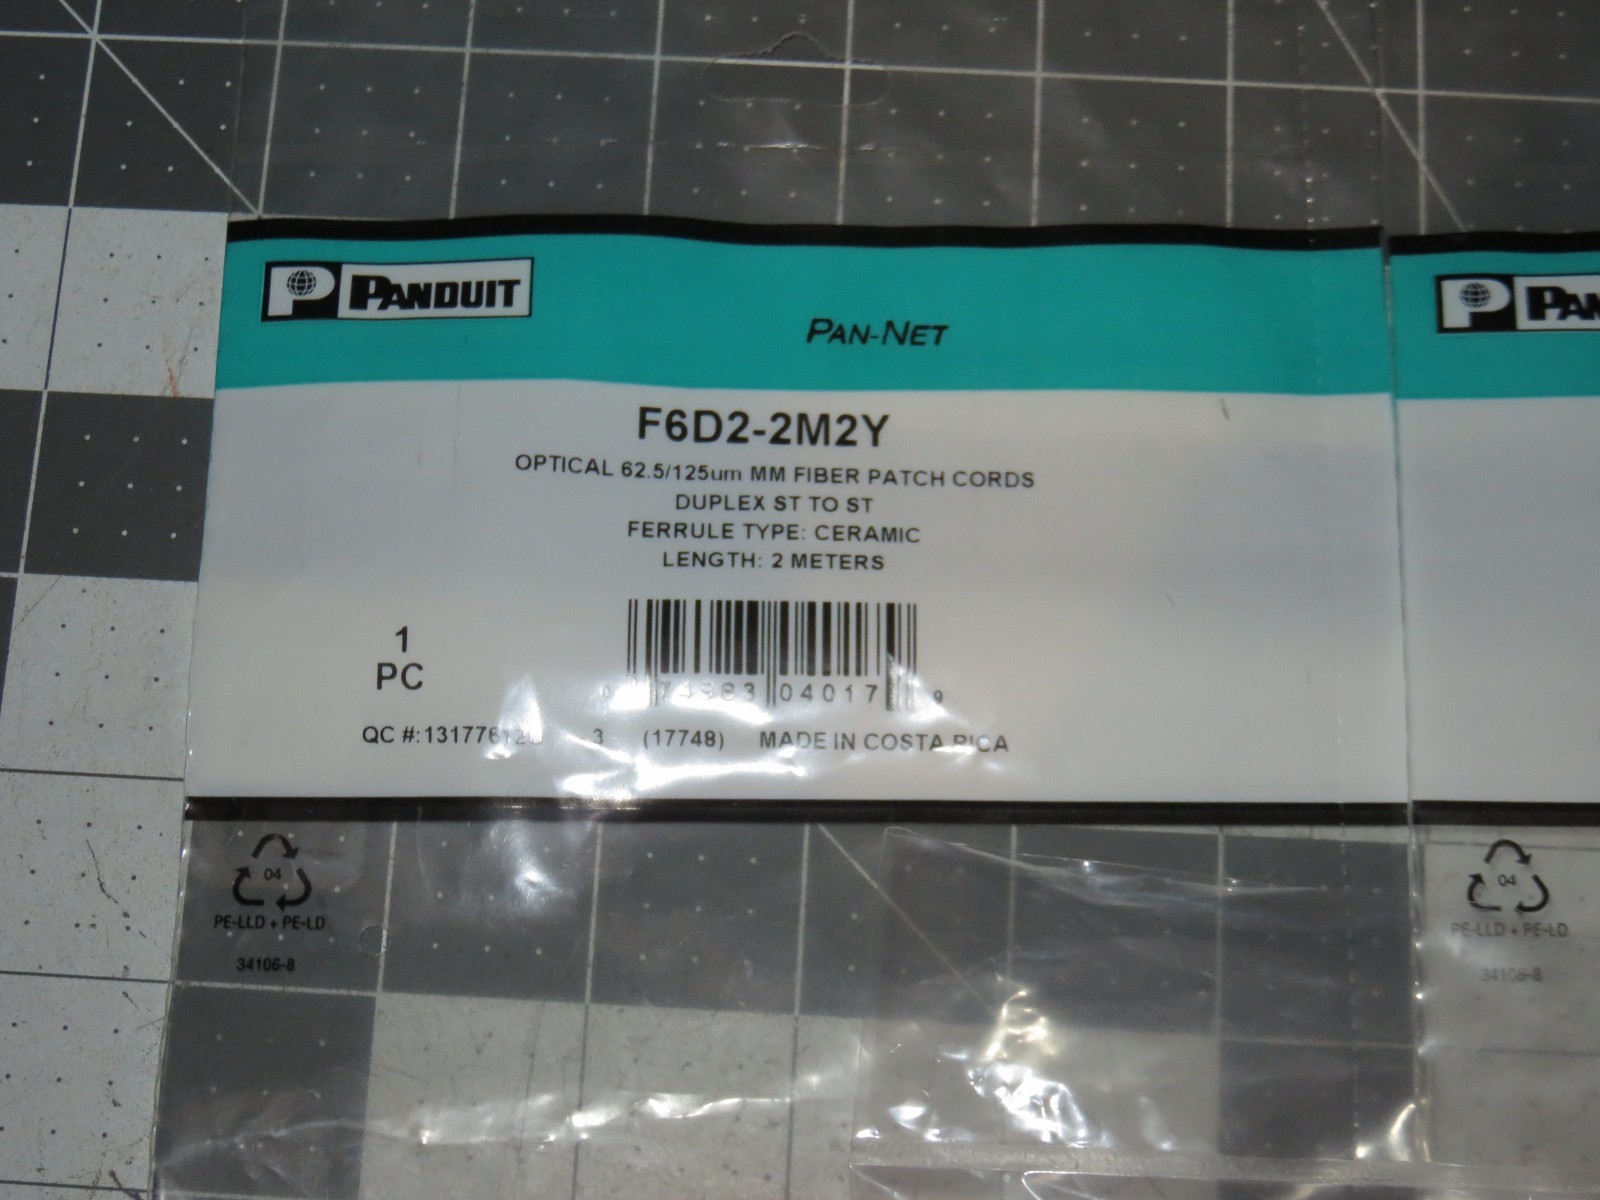 P PANDUIT
PAN-NET
F6D2-2M2Y
OPTICAL 62.5/125um MM FIBER PATCH CORDS
DUPLEX ST TO ST
FERRULE TYPE: CERAMIC
LENGTH: 2 METERS
1
PC
0 74983 04017 9
3 (17748) MADE IN COSTA RICA
04
PE-LLD + PE-LD
34106-8
P PAN
04
PE-LLD + PE-LD
34106-8